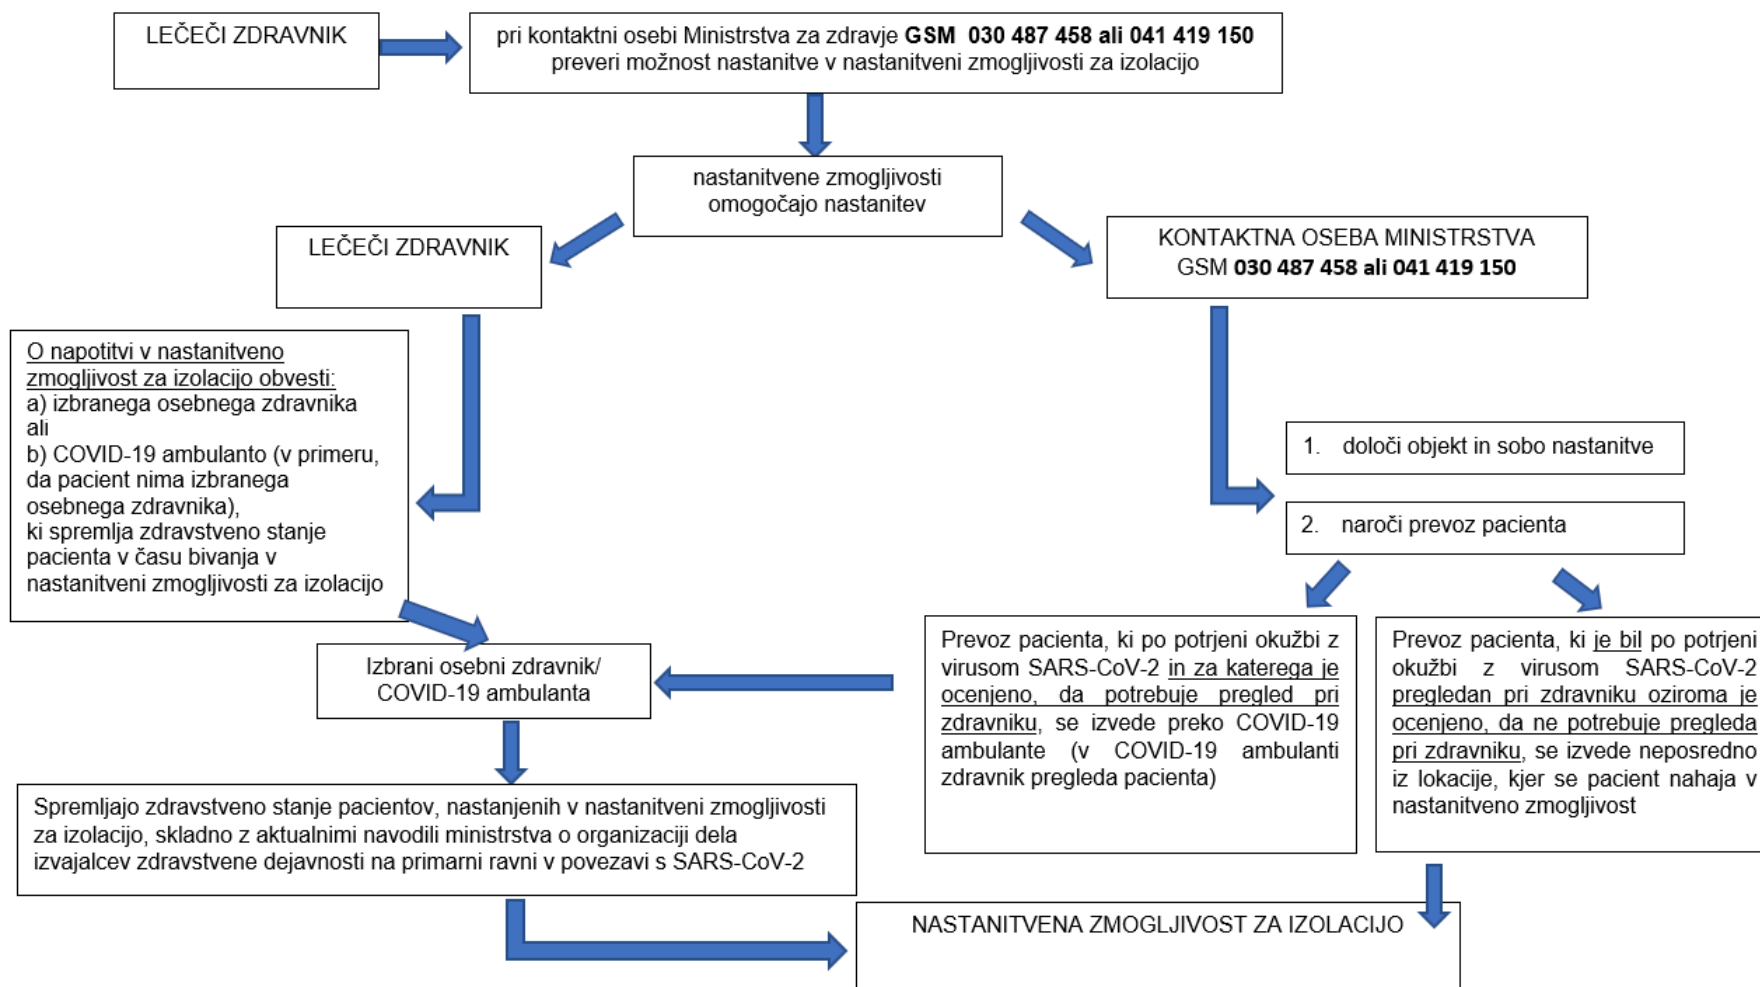 LEČEČI ZDRAVNIK
pri kontaktni osebi Ministrstva za zdravje GSM 030 487 458 ali 041 419 150
preveri možnost nastanitve v nastanitveni zmogljivosti za izolacijo
nastanitvene zmogljivosti
omogočajo nastanitev
LEČEČI ZDRAVNIK
KONTAKTNA OSEBA MINISTRSTVA
GSM 030 487 458 ali 041 419 150
O napotitvi v nastanitveno
zmogljivost za izolacijo obvesti:
a) izbranega osebnega zdravnika
ali
b) COVID-19 ambulanto (v primeru,
da pacient nima izbranega
osebnega zdravnika),
ki spremlja zdravstveno stanje
pacienta v času bivanja v
nastanitveni zmogljivosti za izolacijo
1. določi objekt in sobo nastanitve
2. naroči prevoz pacienta
Izbrani osebni zdravnik/
COVID-19 ambulanta
Prevoz pacienta, ki po potrjeni okužbi z
virusom SARS-CoV-2 in za katerega je
ocenjeno, da potrebuje pregled pri
zdravniku, se izvede preko COVID-19
ambulante (v COVID-19 ambulanti
zdravnik pregleda pacienta)
Prevoz pacienta, ki je bil po potrjeni
okužbi z virusom SARS-CoV-2
pregledan pri zdravniku oziroma je
ocenjeno, da ne potrebuje pregleda
pri zdravniku, se izvede neposredno
iz lokacije, kjer se pacient nahaja v
nastanitveno zmogljivost
Spremljajo zdravstveno stanje pacientov, nastanjenih v nastanitveni zmogljivosti
za izolacijo, skladno z aktualnimi navodili ministrstva o organizaciji dela
izvajalcev zdravstvene dejavnosti na primarni ravni v povezavi s SARS-CoV-2
NASTANITVENA ZMOGLJIVOST ZA IZOLACIJO